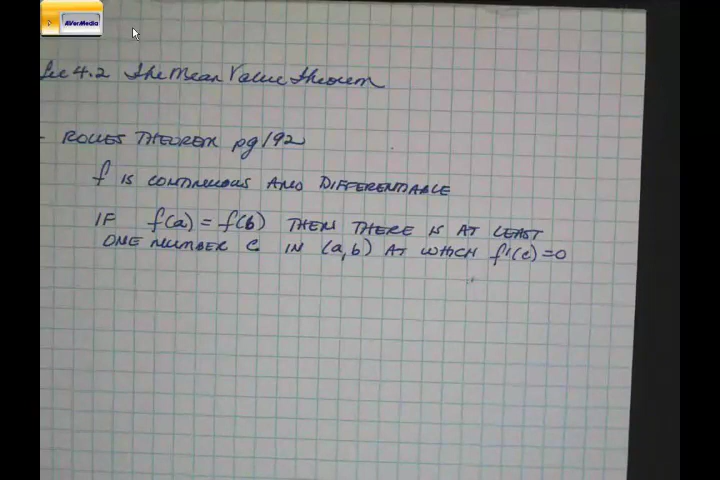 AVerMedia
Sec 4.2 The Mean Value Theorem
- ROLLES THEOREM pg 192
f IS CONTINUOUS AND DIFFERENTIABLE
IF f(a) = f(b) THEN THERE IS AT LEAST
ONE NUMBER C IN (a,b) AT WHICH f'(c)=0